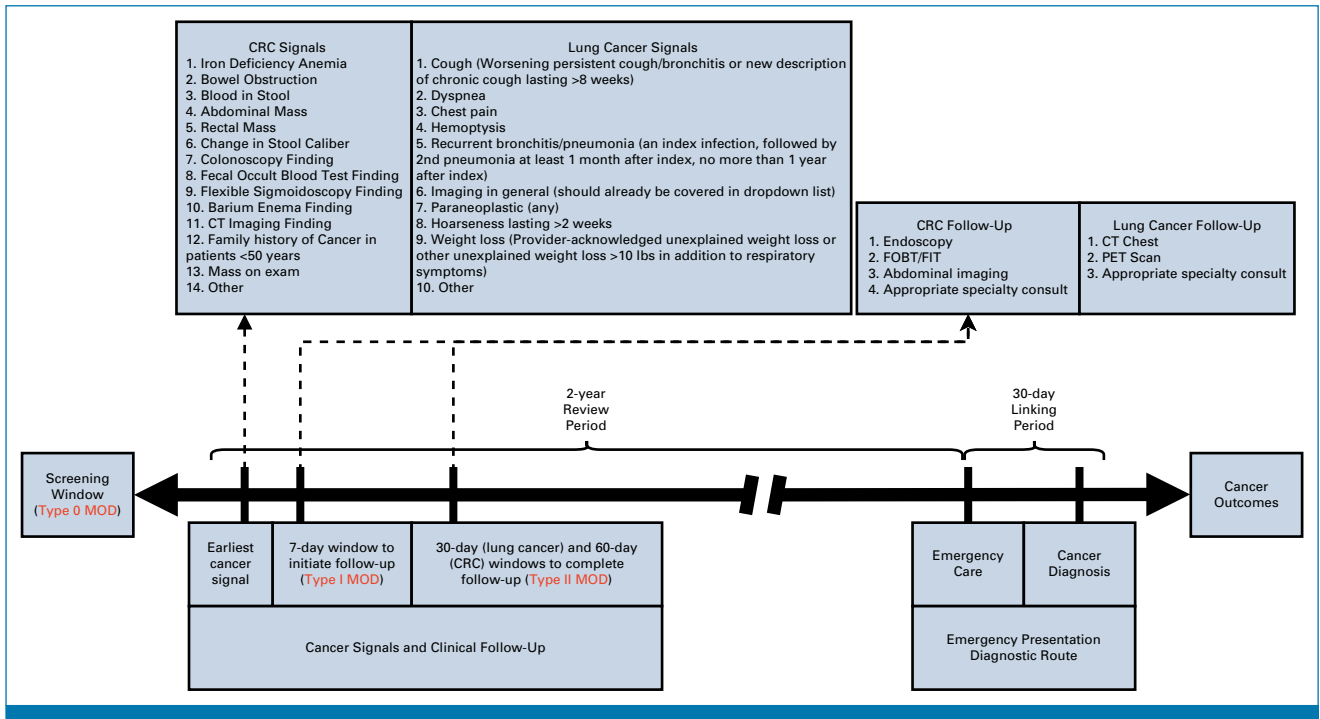 CRC Signals
1. Iron Deficiency Anemia
2. Bowel Obstruction
3. Blood in Stool
4. Abdominal Mass
5. Rectal Mass
6. Change in Stool Caliber
7. Colonoscopy Finding
8. Fecal Occult Blood Test Finding
9. Flexible Sigmoidoscopy Finding
10. Barium Enema Finding
11. CT Imaging Finding
12. Family history of Cancer in
patients <50 years
13. Mass on exam
14. Other
Lung Cancer Signals
1. Cough (Worsening persistent cough/bronchitis or new description
of chronic cough lasting >8 weeks)
2. Dyspnea
3. Chest pain
4. Hemoptysis
5. Recurrent bronchitis/pneumonia (an index infection, followed by
2nd pneumonia at least 1 month after index, no more than 1 year
after index)
6. Imaging in general (should already be covered in dropdown list)
7. Paraneoplastic (any)
8. Hoarseness lasting >2 weeks
9. Weight loss (Provider-acknowledged unexplained weight loss or
other unexplained weight loss >10 lbs in addition to respiratory
symptoms)
10. Other
CRC Follow-Up
1. Endoscopy
2. FOBT/FIT
3. Abdominal imaging
4. Appropriate specialty consult
Lung Cancer Follow-Up
1. CT Chest
2. PET Scan
3. Appropriate specialty consult
2-year
Review
Period
30-day
Linking
Period
Screening
Window
(Type 0 MOD)
Cancer
Outcomes
Earliest
cancer
signal
7-day window to
initiate follow-up
(Type I MOD)
30-day (lung cancer) and 60-day
(CRC) windows to complete
follow-up (Type II MOD)
Emergency
Care
Cancer
Diagnosis
Cancer Signals and Clinical Follow-Up
Emergency Presentation
Diagnostic Route